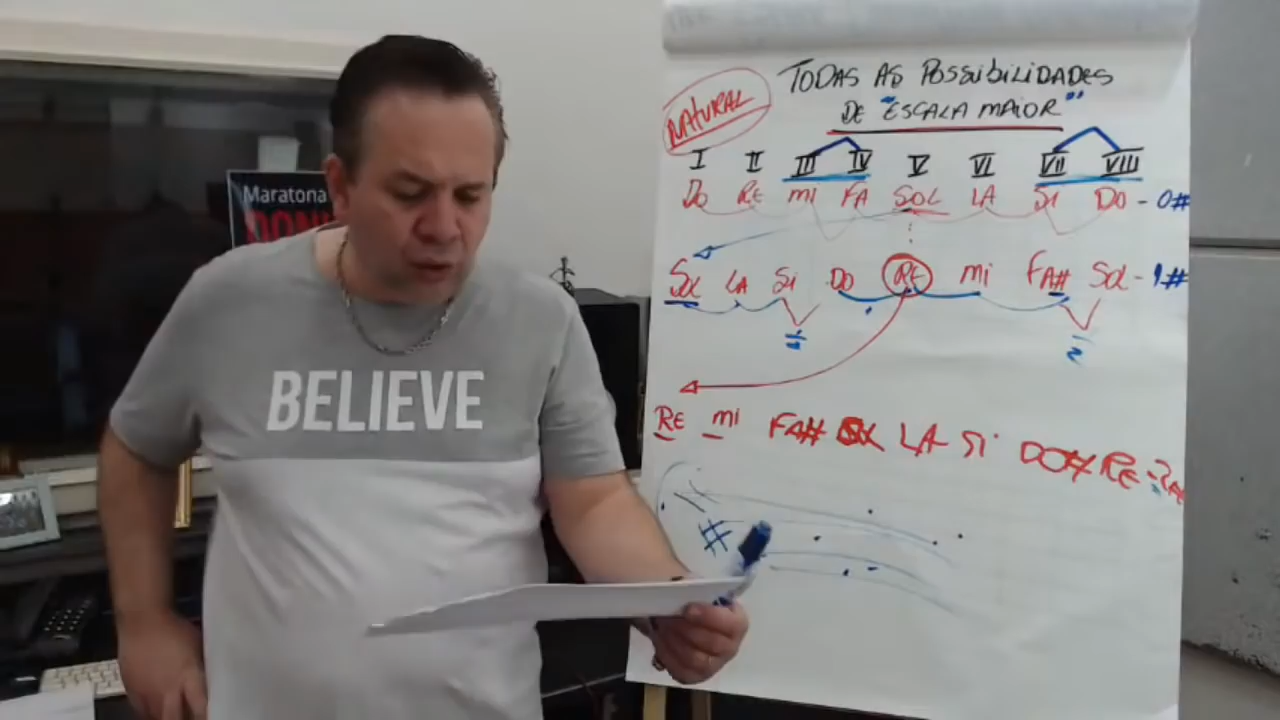 TODAS AS POSSIBILIDADES
NATURAL
DE "ESCALA MAIOR"
I II III IV V VI VII VIII
DO RE MI FA SOL LA SI DO - 0#
SOL LA SI DO RE MI FA# SOL - 1#
RE MI FA# SOL LA SI DO# RE
#
Maratona
BELIEVE